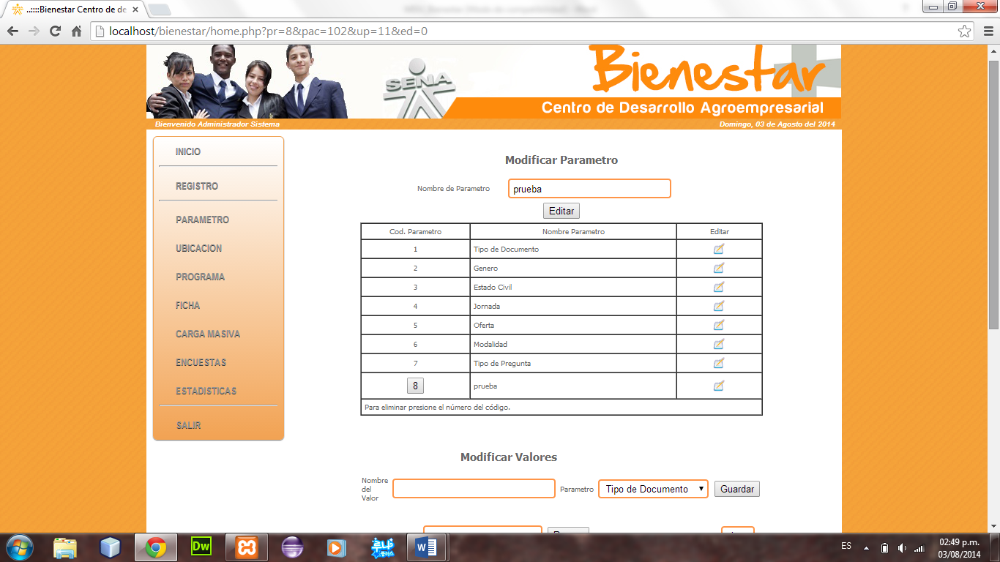 ..::::Bienestar Centro de de
localhost/bienestar/home.php?pr=8&pac=102&up=11&ed=0
SENA
Bienestar
Centro de Desarrollo Agroempresarial
Bienvenido Administrador Sistema
Domingo, 03 de Agosto del 2014
INICIO
REGISTRO
PARAMETRO
UBICACION
PROGRAMA
FICHA
CARGA MASIVA
ENCUESTAS
ESTADISTICAS
SALIR
Modificar Parametro
Nombre de Parametro prueba
Editar
Cod. Parametro Nombre Parametro Editar
1 Tipo de Documento
2 Genero
3 Estado Civil
4 Jornada
5 Oferta
6 Modalidad
7 Tipo de Pregunta
8 prueba
Para eliminar presione el número del código.
Modificar Valores
Nombre
del
Valor
Parametro Tipo de Documento Guardar
Dw
W
ES
02:49 p.m.
03/08/2014